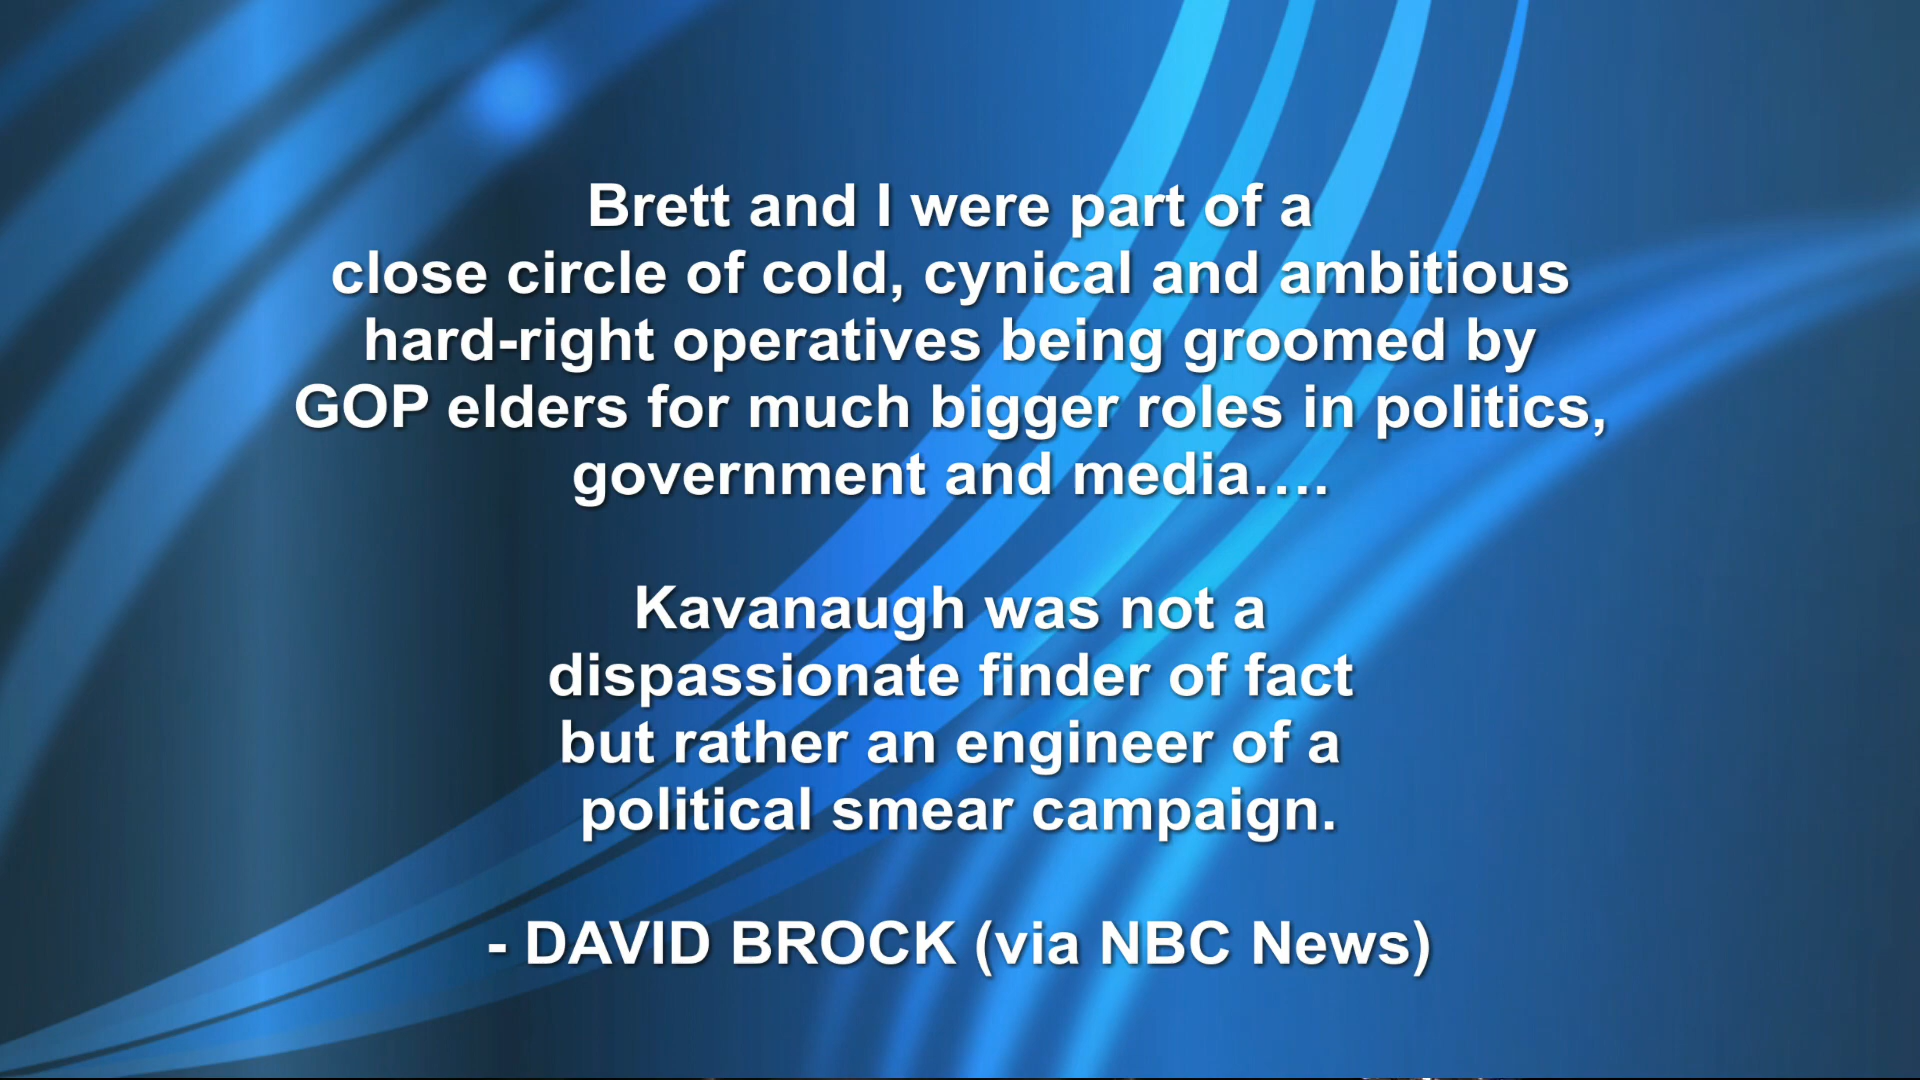 Brett and I were part of a
close circle of cold, cynical and ambitious
hard-right operatives being groomed by
GOP elders for much bigger roles in politics,
government and media….
Kavanaugh was not a
dispassionate finder of fact
but rather an engineer of a
political smear campaign.
- DAVID BROCK (via NBC News)